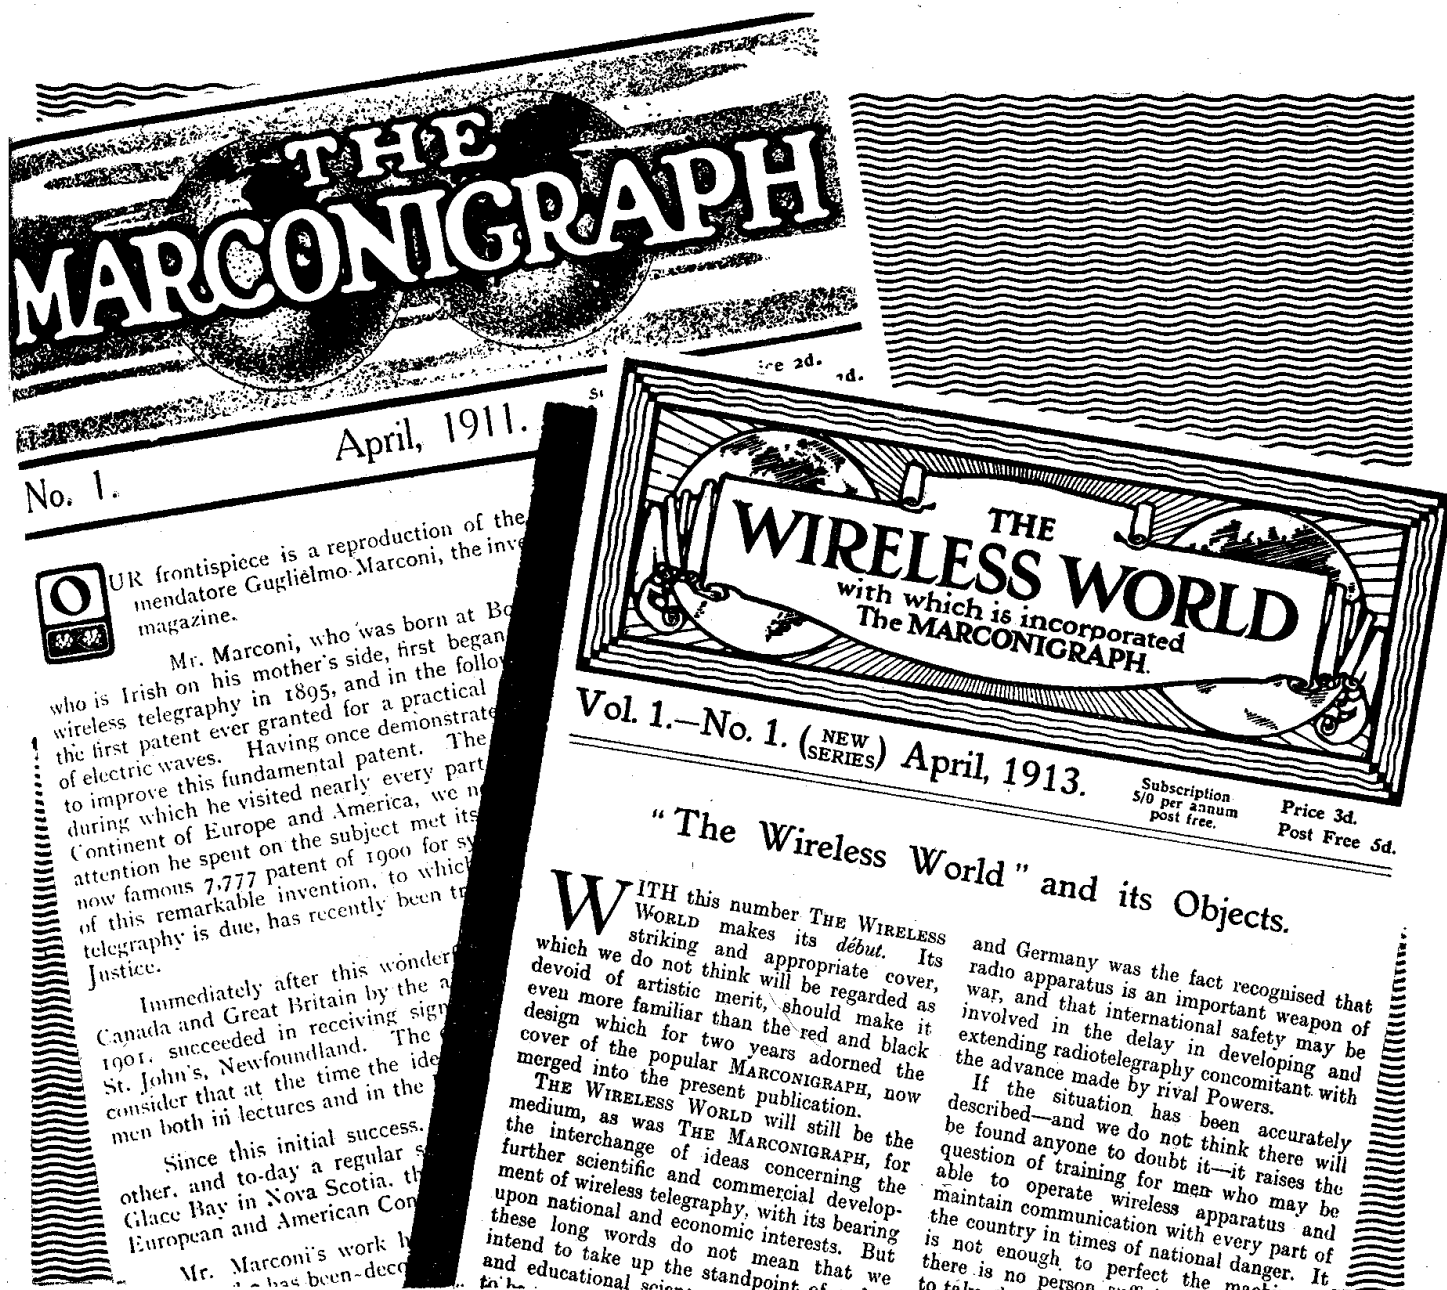 THE
MARCONIGRAPH
No. 1.
April, 1911.
2d.
OUR frontispiece is a reproduction of the
mendatore Guglielmo Marconi, the
magazine.
Mr. Marconi, who was born at
who is Irish on his mother's side, first began
wireless telegraphy in 1895, and in the
the first patent ever granted for a practical
of electric waves. Having once
to improve this fundamental patent. The
during which he visited nearly every part
Continent of Europe and America, we
attention he spent on the subject met its
now famous 7,777 patent of 1900 for
of this remarkable invention, to which
telegraphy is due, has recently been
Justice.
Immediately after this
Canada and Great Britain by the
1901, succeeded in receiving
St. John's, Newfoundland. The
consider that at the time the
men both in lectures and in the
Since this initial success,
other, and to-day a regular
Glace Bay in Nova Scotia,
European and American
Mr. Marconi's work
has been
THE
WIRELESS WORLD
with which is incorporated
The MARCONIGRAPH.
Vol. 1.—No. 1. (NEW SERIES) April, 1913.
Subscription
5/0 per annum
post free.
Price 3d.
Post Free 5d.
“The Wireless World” and its Objects.
WITH this number THE WIRELESS
WORLD makes its début. Its
striking and appropriate cover,
which we do not think will be regarded as
devoid of artistic merit, should make it
even more familiar than the red and black
design which for two years adorned the
cover of the popular MARCONIGRAPH, now
merged into the present publication.
THE WIRELESS WORLD will still be the
medium, as was THE MARCONIGRAPH, for
the interchange of ideas concerning the
further scientific and commercial develop-
ment of wireless telegraphy, with its bearing
upon national and economic interests. But
these long words do not mean that we
intend to take up the standpoint of
and educational
to be
and Germany was the fact recognised that
radio apparatus is an important weapon of
war, and that international safety may be
involved in the delay in developing and
extending radiotelegraphy concomitant with
the advance made by rival Powers.
If the situation has been accurately
described—and we do not think there will
be found anyone to doubt it—it raises the
question of training for men who may be
able to operate wireless apparatus and
maintain communication with every part of
the country in times of national danger. It
is not enough to perfect the
there is no person
to